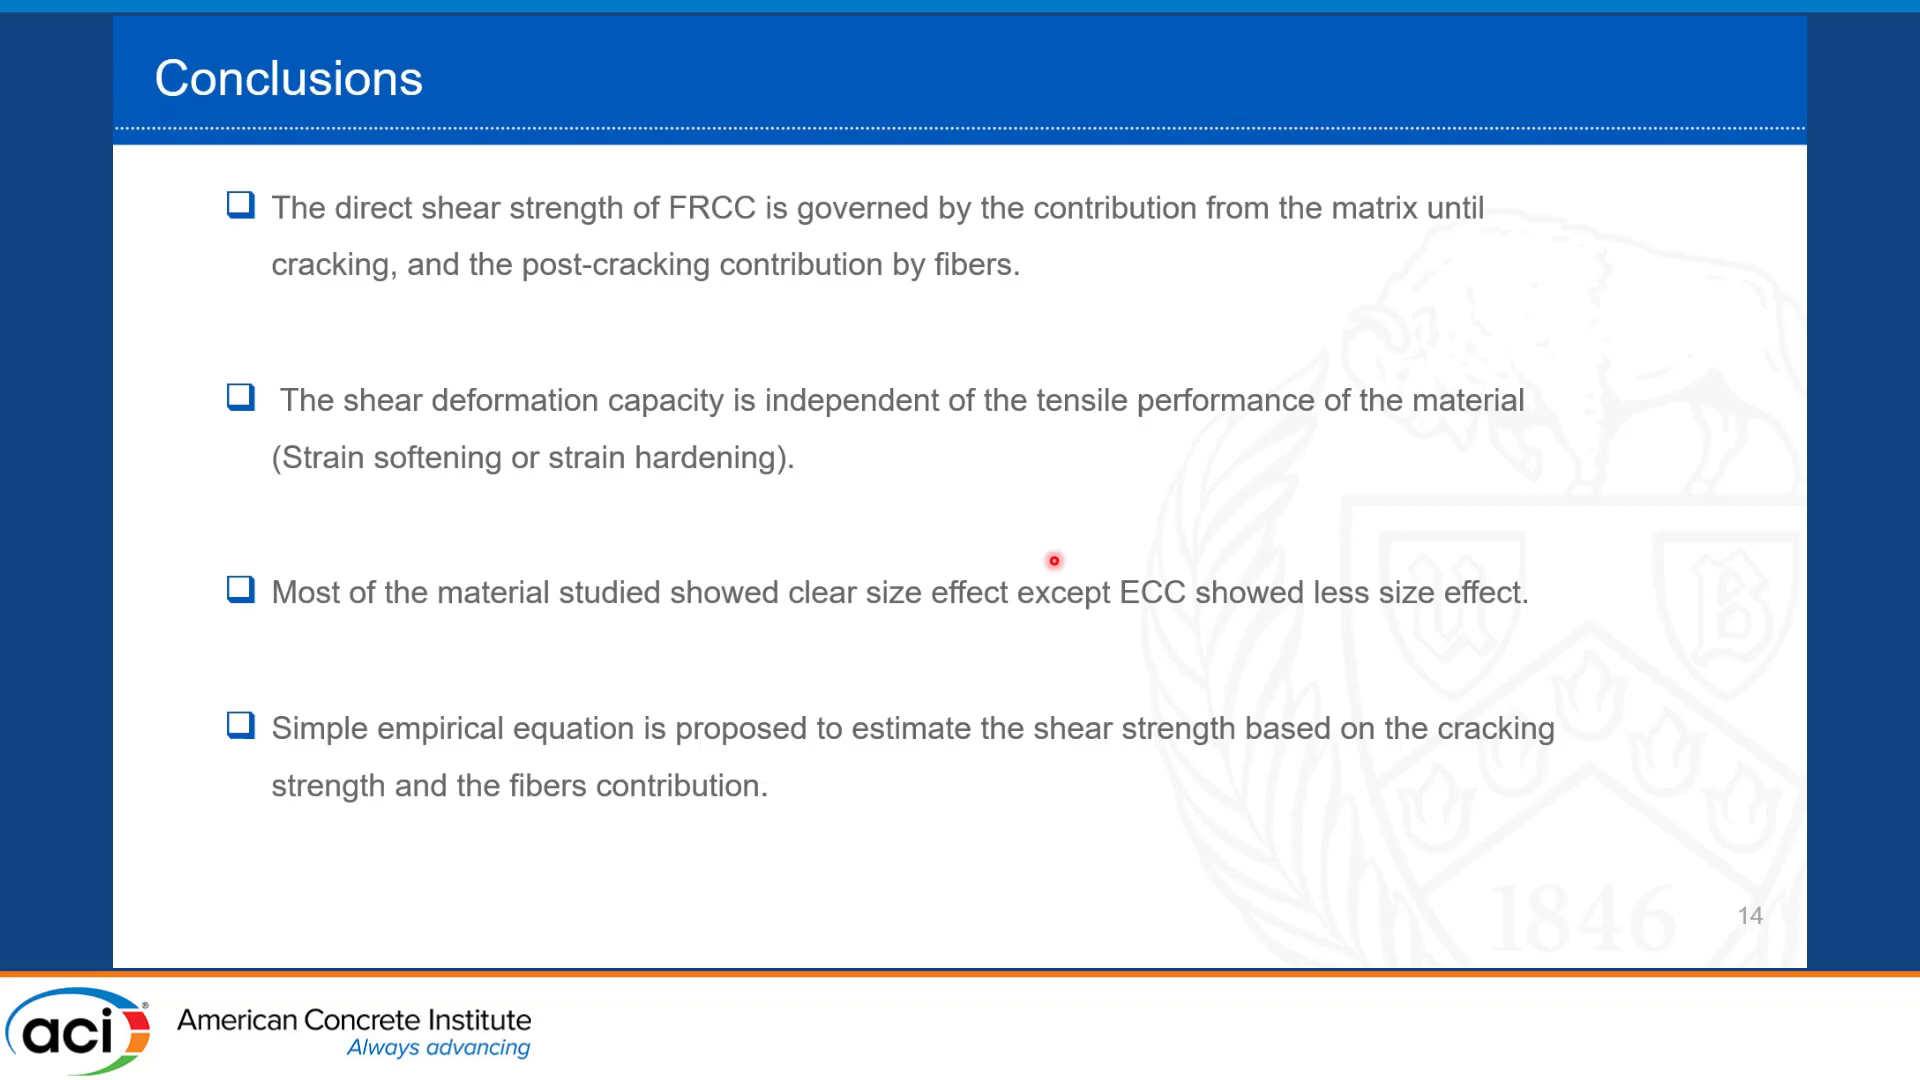 Conclusions
The direct shear strength of FRCC is governed by the contribution from the matrix until
cracking, and the post-cracking contribution by fibers.
The shear deformation capacity is independent of the tensile performance of the material
(Strain softening or strain hardening).
Most of the material studied showed clear size effect except ECC showed less size effect.
Simple empirical equation is proposed to estimate the shear strength based on the cracking
strength and the fibers contribution.
U B
1846
14
aci®
American Concrete Institute
Always advancing